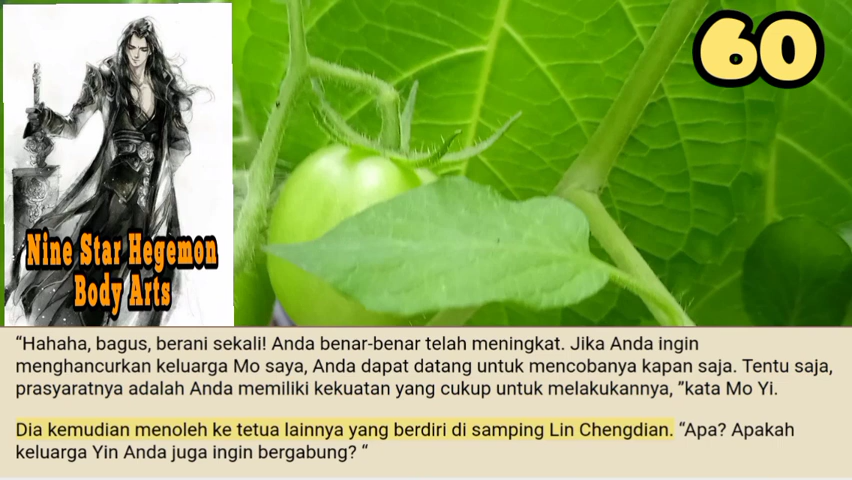 60
Nine Star Hegemon
Body Arts
“Hahaha, bagus, berani sekali! Anda benar-benar telah meningkat. Jika Anda ingin
menghancurkan keluarga Mo saya, Anda dapat datang untuk mencobanya kapan saja. Tentu saja,
prasyaratnya adalah Anda memiliki kekuatan yang cukup untuk melakukannya, ”kata Mo Yi.
Dia kemudian menoleh ke tetua lainnya yang berdiri di samping Lin Chengdian. “Apa? Apakah
keluarga Yin Anda juga ingin bergabung? “